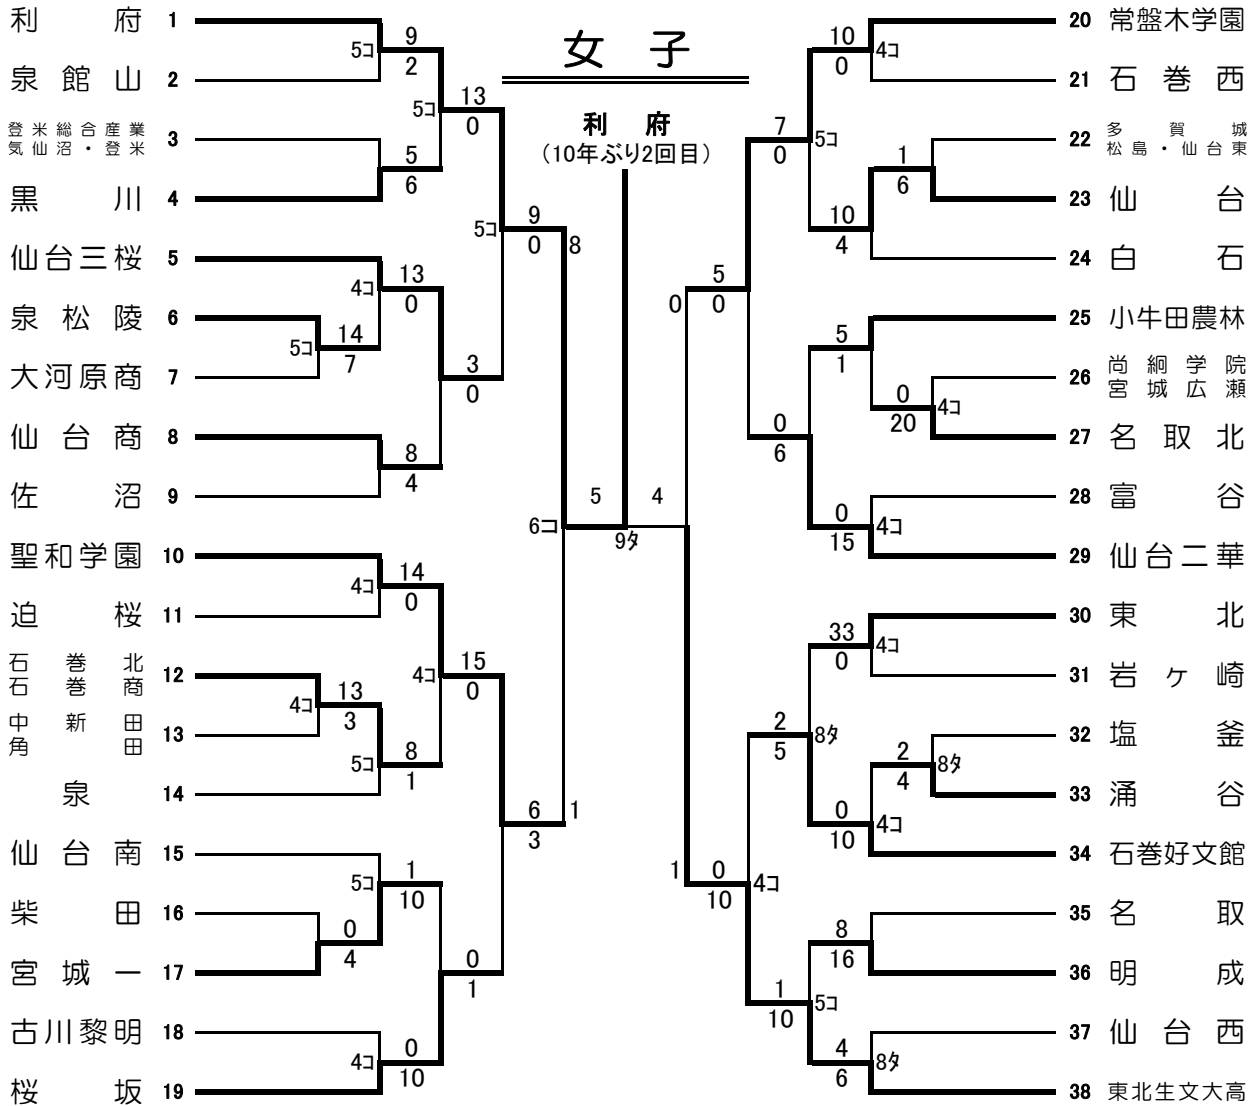 女子
利府
(10年ぶり2回目)
利府 1
泉館山 2
登米総合産業
気仙沼・登米 3
黒川 4
仙台三桜 5
泉松陵 6
大河原商 7
仙台商 8
佐沼 9
聖和学園 10
迫桜 11
石巻北
石巻商 12
中新田
角田 13
泉 14
仙台南 15
柴田 16
宮城一 17
古川黎明 18
桜坂 19
5コ 9
2
5コ 13
0
5
6
5コ 9
0 8
4コ 13
0
5コ 14
7
3
0
8
4
6コ 5 4
9タ
4コ 14
0
4コ 15
0
4コ 13
3
5コ 8
1
6
3 1
5コ 1
10
0
4
0
1
4コ 0
10
20 常盤木学園
21 石巻西
22 多賀城
松島・仙台東
23 仙台
24 白石
25 小牛田農林
26 尚絅学院
宮城広瀬
27 名取北
28 富谷
29 仙台二華
30 東北
31 岩ヶ崎
32 塩釜
33 涌谷
34 石巻好文館
35 名取
36 明成
37 仙台西
38 東北生文大高
10
0 4コ
7
0 5コ
1
6
10
4
0 5
0
5
1
0
20 4コ
0
6
0
15 4コ
33
0 4コ
2
5 8タ
2
4 8タ
0
10 4コ
1 0
10 4コ
8
16
1
10 5コ
4
6 8タ